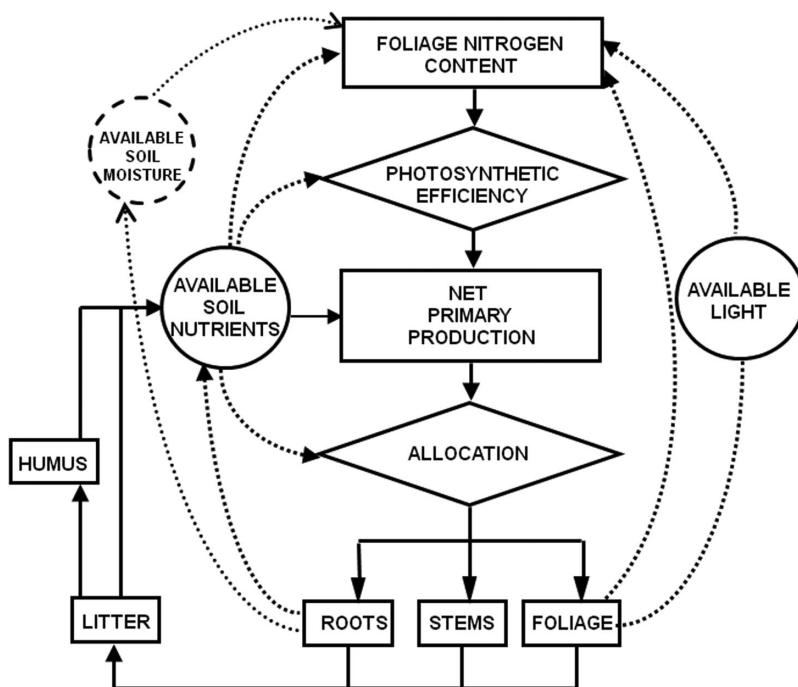 FOLIAGE NITROGEN
CONTENT
AVAILABLE
SOIL
MOISTURE
PHOTOSYNTHETIC
EFFICIENCY
AVAILABLE
SOIL
NUTRIENTS
NET
PRIMARY
PRODUCTION
AVAILABLE
LIGHT
HUMUS
ALLOCATION
LITTER
ROOTS
STEMS
FOLIAGE